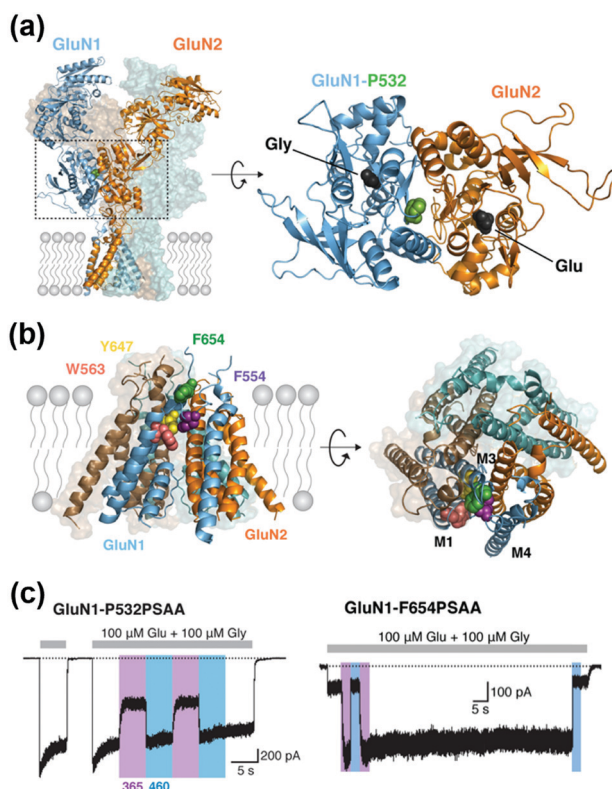 (a)
GluN1 GluN2
GluN1-P532 GluN2
Gly
Glu
(b)
F654
Y647
W563 F554
M3
GluN1 GluN2
M1 M4
(c)
GluN1-P532PSAA GluN1-F654PSAA
100 μM Glu + 100 μM Gly 100 μM Glu + 100 μM Gly
100 pA
5 s
200 pA
5 s
365 460